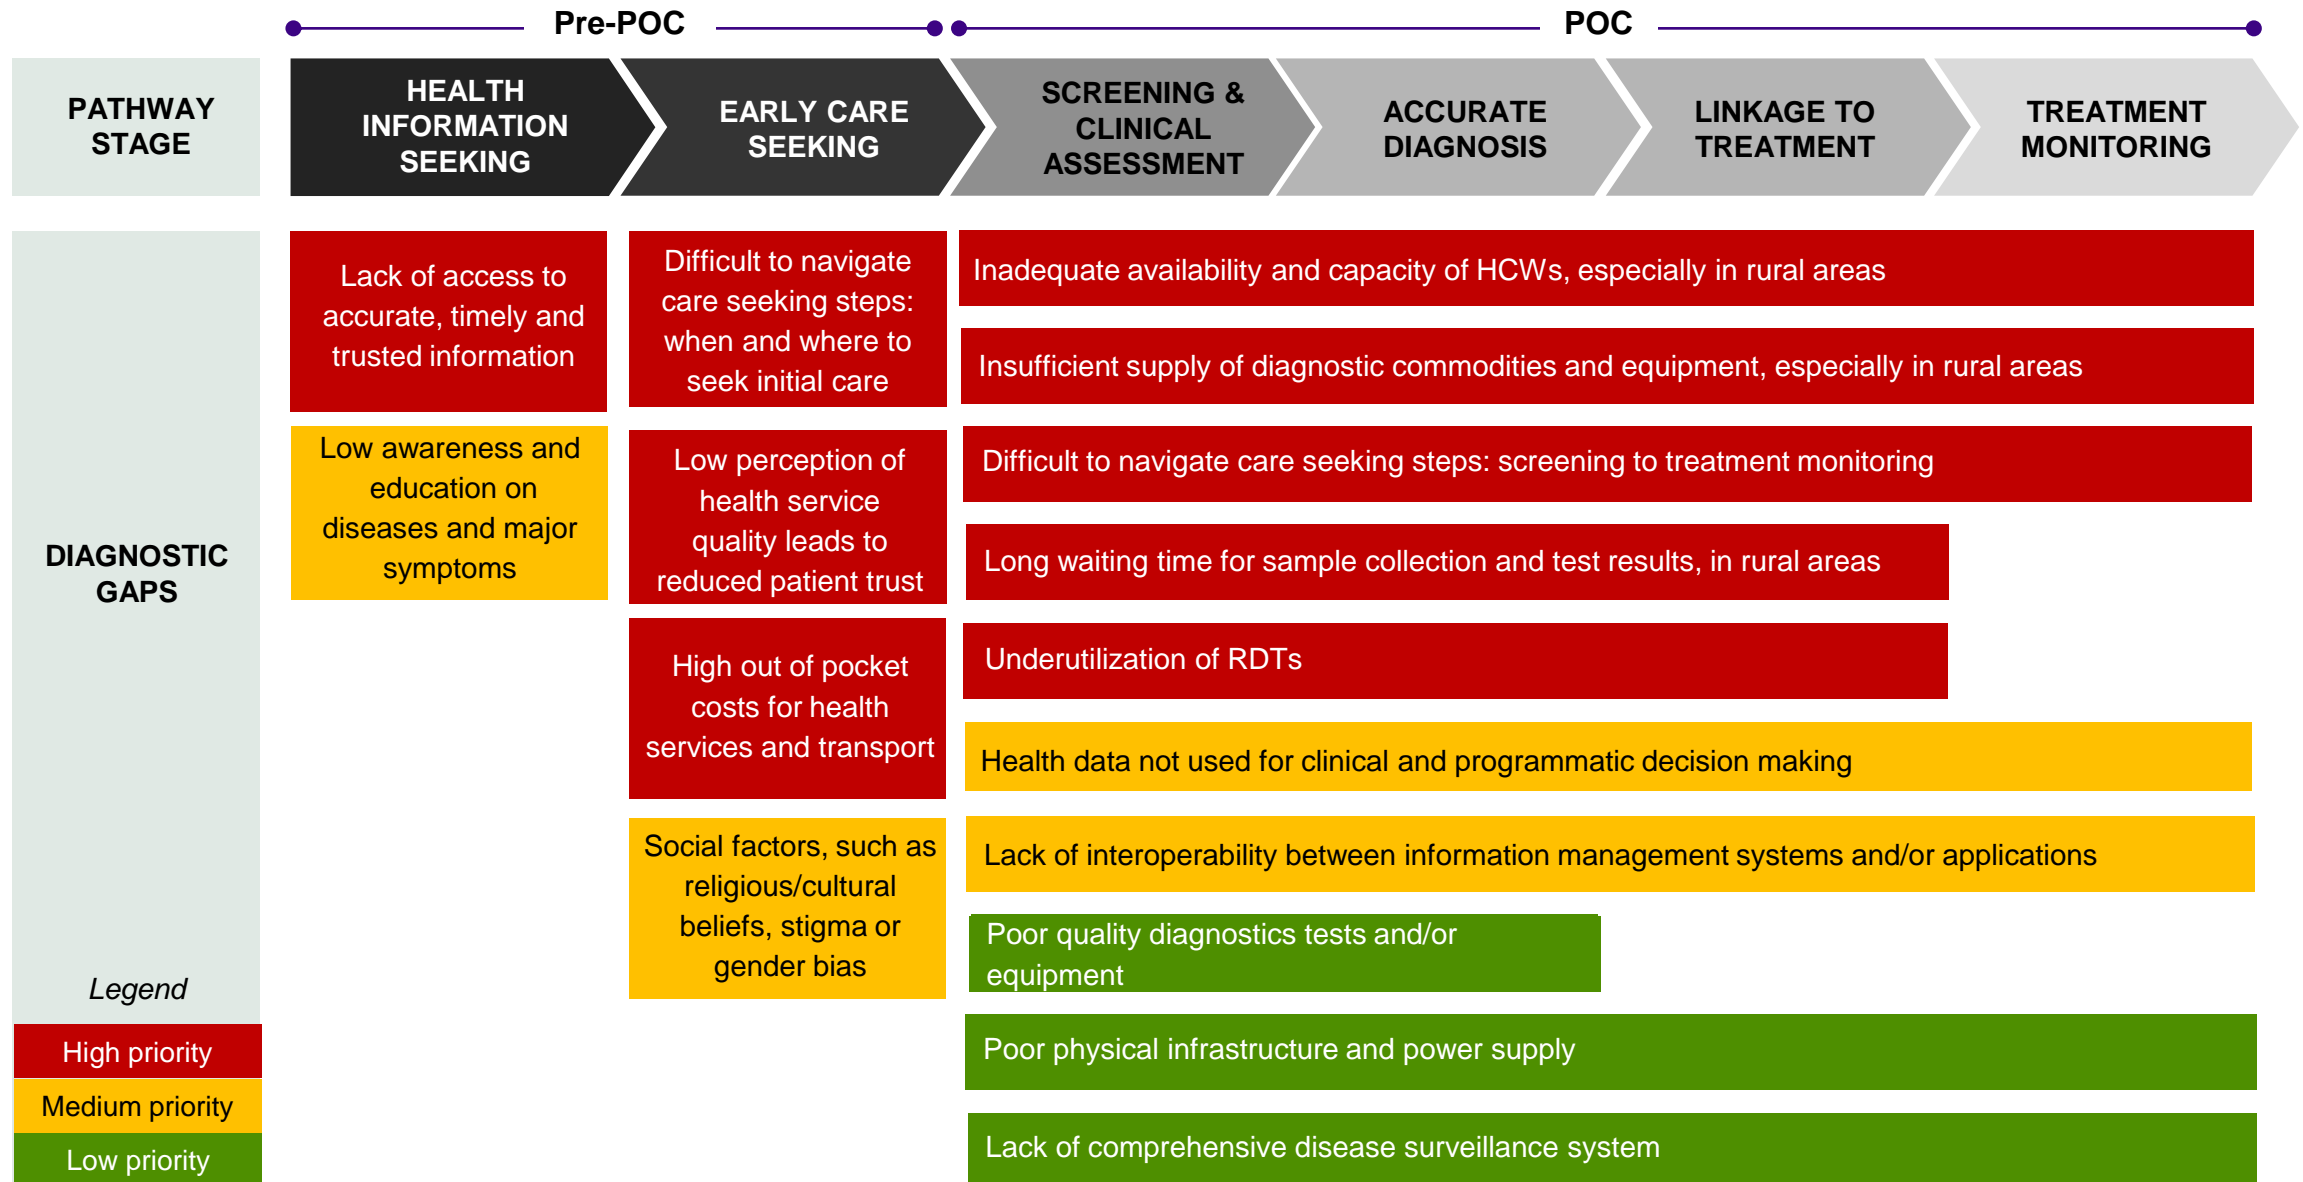 Pre-POC
POC
PATHWAY
STAGE
HEALTH
INFORMATION
SEEKING
EARLY CARE
SEEKING
SCREENING &
CLINICAL
ASSESSMENT
ACCURATE
DIAGNOSIS
LINKAGE TO
TREATMENT
TREATMENT
MONITORING
DIAGNOSTIC
GAPS
Lack of access to
accurate, timely and
trusted information
Low awareness and
education on
diseases and major
symptoms
Difficult to navigate
care seeking steps:
when and where to
seek initial care
Low perception of
health service
quality leads to
reduced patient trust
High out of pocket
costs for health
services and transport
Social factors, such as
religious/cultural
beliefs, stigma or
gender bias
Inadequate availability and capacity of HCWs, especially in rural areas
Insufficient supply of diagnostic commodities and equipment, especially in rural areas
Difficult to navigate care seeking steps: screening to treatment monitoring
Long waiting time for sample collection and test results, in rural areas
Underutilization of RDTs
Health data not used for clinical and programmatic decision making
Lack of interoperability between information management systems and/or applications
Poor quality diagnostics tests and/or
equipment
Poor physical infrastructure and power supply
Lack of comprehensive disease surveillance system
Legend
High priority
Medium priority
Low priority